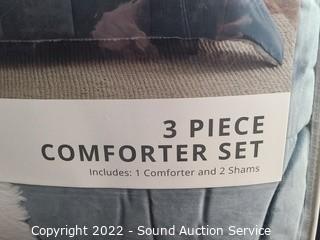 3 PIECE
COMFORTER SET
Includes: 1 Comforter and 2 Shams
Copyright 2022 - Sound Auction Service